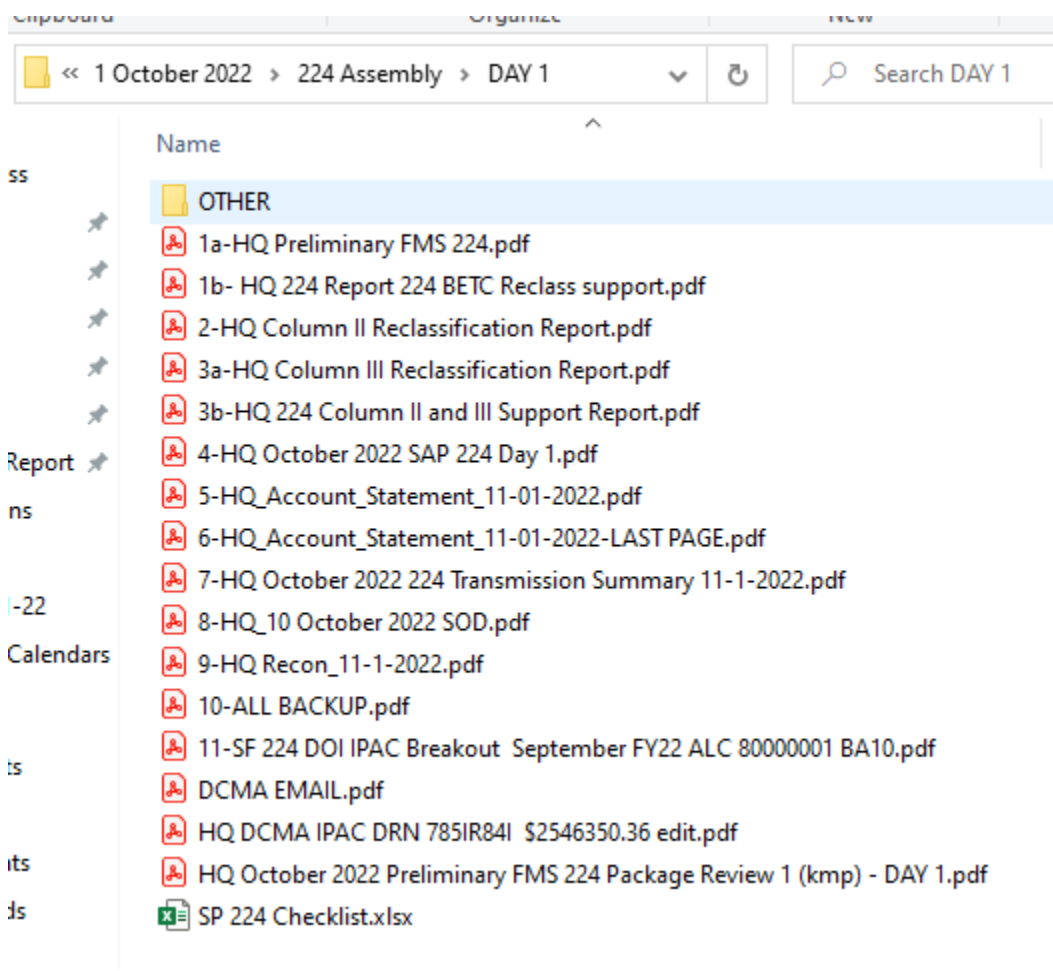 Clipboard Organize New
« 1 October 2022 > 224 Assembly > DAY 1 Search DAY 1
Name
ss
OTHER
1a-HQ Preliminary FMS 224.pdf
1b- HQ 224 Report 224 BETC Reclass support.pdf
2-HQ Column II Reclassification Report.pdf
3a-HQ Column III Reclassification Report.pdf
3b-HQ 224 Column II and III Support Report.pdf
Report 4-HQ October 2022 SAP 224 Day 1.pdf
ns 5-HQ_Account_Statement_11-01-2022.pdf
6-HQ_Account_Statement_11-01-2022-LAST PAGE.pdf
7-HQ October 2022 224 Transmission Summary 11-1-2022.pdf
-22 8-HQ_10 October 2022 SOD.pdf
Calendars 9-HQ Recon_11-1-2022.pdf
10-ALL BACKUP.pdf
11-SF 224 DOI IPAC Breakout  September FY22 ALC 80000001 BA10.pdf
ts DCMA EMAIL.pdf
HQ DCMA IPAC DRN 785IR84I  $2546350.36 edit.pdf
nts HQ October 2022 Preliminary FMS 224 Package Review 1 (kmp) - DAY 1.pdf
ds SP 224 Checklist.xlsx